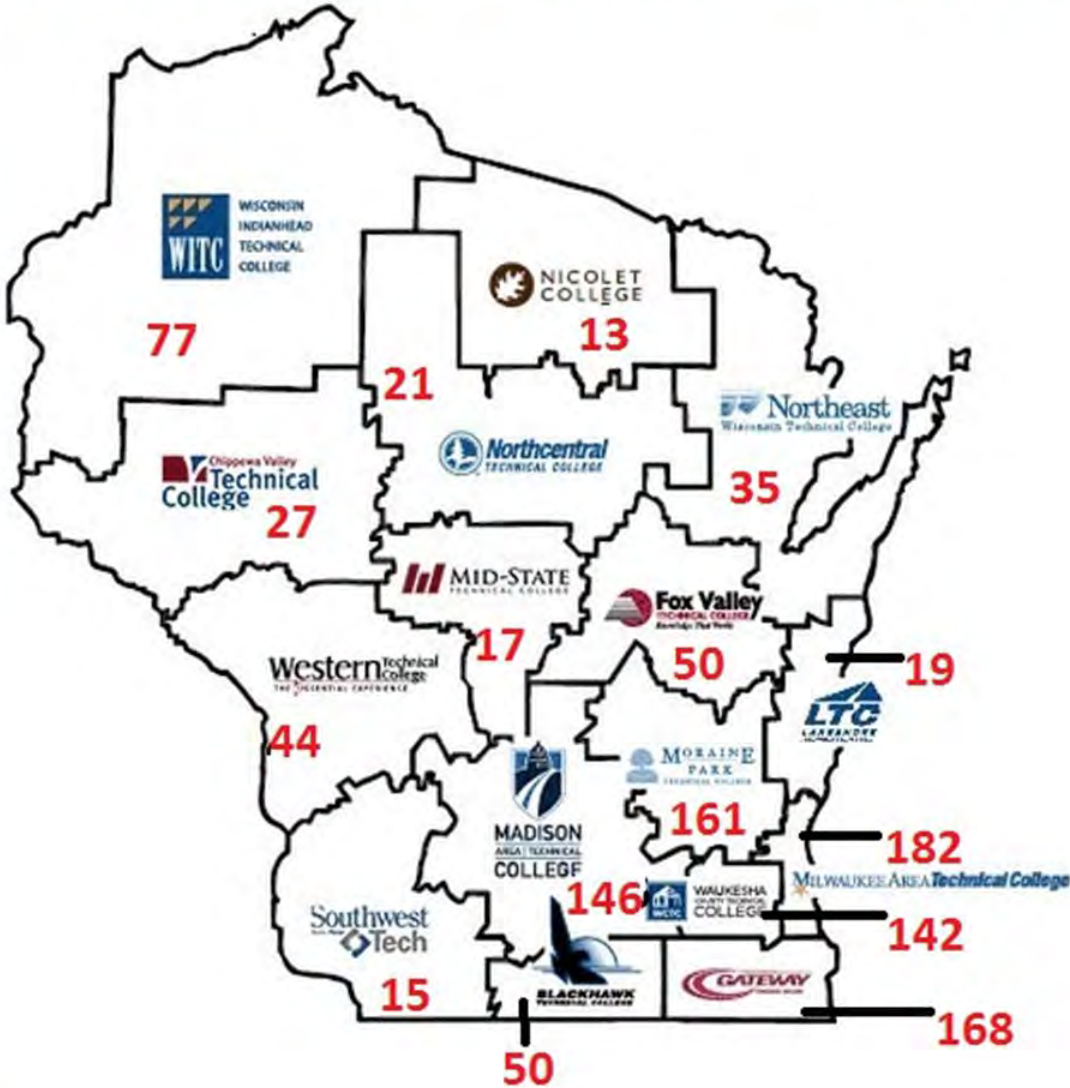 WISCONSIN
INDIANHEAD
TECHNICAL
COLLEGE
WITC
77
NICOLET
COLLEGE
13
21
Northeast
Wisconsin Technical College
35
Northcentral
TECHNICAL COLLEGE
Chippewa Valley
Technical
College
27
MID-STATE
TECHNICAL COLLEGE
17
Fox Valley
TECHNICAL COLLEGE
50
19
Western Technical
College
44
LTC
LAKESHORE
MORAINE
PARK
TECHNICAL COLLEGE
161
MADISON
AREA TECHNICAL
COLLEGE
146
182
MILWAUKEE AREA Technical College
WCTC
WAUKESHA
COUNTY TECHNICAL
COLLEGE
142
Southwest
Tech
15
BLACKHAWK
TECHNICAL COLLEGE
50
GATEWAY
168